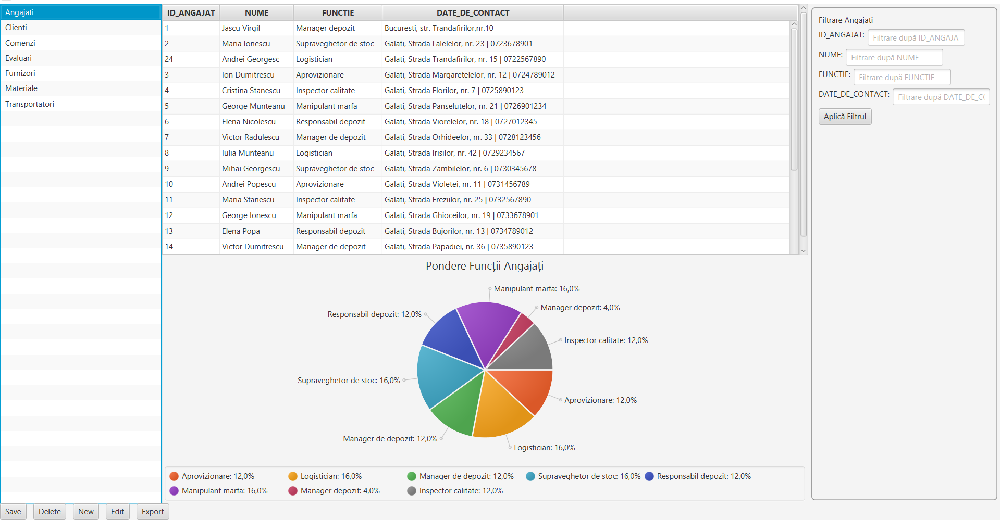 Angajati
Clienti
Comenzi
Evaluari
Furnizori
Materiale
Transportatori
ID_ANGAJAT NUME FUNCTIE DATE_DE_CONTACT
1 Jascu Virgil Manager depozit Bucuresti, str. Trandafirilor,nr.10
2 Maria Ionescu Supraveghetor de stoc Galati, Strada Lalelelor, nr. 23 | 0723678901
24 Andrei Georgesc Logistician Galati, Strada Trandafirilor, nr. 15 | 0722567890
3 Ion Dumitrescu Aprovizionare Galati, Strada Margaretelelor, nr. 12 | 0724789012
4 Cristina Stanescu Inspector calitate Galati, Strada Florilor, nr. 7 | 0725890123
5 George Munteanu Manipulant marfa Galati, Strada Panselutelor, nr. 21 | 0726901234
6 Elena Nicolescu Responsabil depozit Galati, Strada Viorelelor, nr. 18 | 0727012345
7 Victor Radulescu Manager de depozit Galati, Strada Orhideelor, nr. 33 | 0728123456
8 Iulia Munteanu Logistician Galati, Strada Irisilor, nr. 42 | 0729234567
9 Mihai Georgescu Supraveghetor de stoc Galati, Strada Zambilelor, nr. 6 | 0730345678
10 Andrei Popescu Aprovizionare Galati, Strada Violetei, nr. 11 | 0731456789
11 Maria Stanescu Inspector calitate Galati, Strada Freziilor, nr. 25 | 0732567890
12 George Ionescu Manipulant marfa Galati, Strada Ghioceilor, nr. 19 | 0733678901
13 Elena Popa Responsabil depozit Galati, Strada Bujorilor, nr. 13 | 0734789012
14 Victor Dumitrescu Manager de depozit Galati, Strada Papadiei, nr. 36 | 0735890123
Pondere Funcții Angajați
Manipulant marfa: 16,0%
Manager depozit: 4,0%
Responsabil depozit: 12,0%
Inspector calitate: 12,0%
Supraveghetor de stoc: 16,0%
Aprovizionare: 12,0%
Manager de depozit: 12,0%
Logistician: 16,0%
Aprovizionare: 12,0% Logistician: 16,0% Manager de depozit: 12,0% Supraveghetor de stoc: 16,0% Responsabil depozit: 12,0%
Manipulant marfa: 16,0% Manager depozit: 4,0% Inspector calitate: 12,0%
Filtrare Angajati
ID_ANGAJAT: Filtrare după ID_ANGAJAT
NUME: Filtrare după NUME
FUNCTIE: Filtrare după FUNCTIE
DATE_DE_CONTACT: Filtrare după DATE_DE_CO
Aplică Filtrul
Save Delete New Edit Export